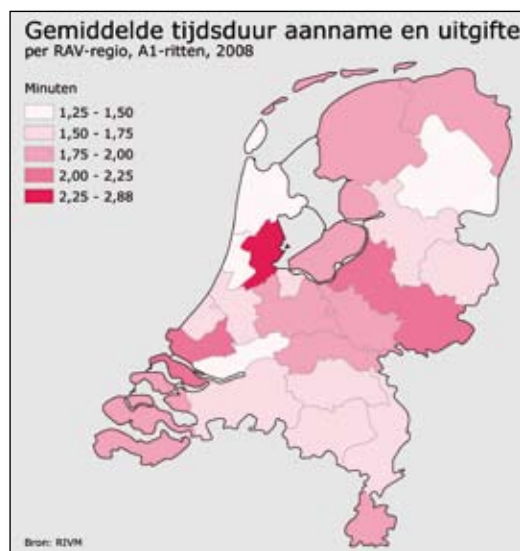 Gemiddelde tijdsduur aanname en uitgifte
per RAV-regio, A1-ritten, 2008
Minuten
1,25 - 1,50
1,50 - 1,75
1,75 - 2,00
2,00 - 2,25
2,25 - 2,88
Bron: RIVM